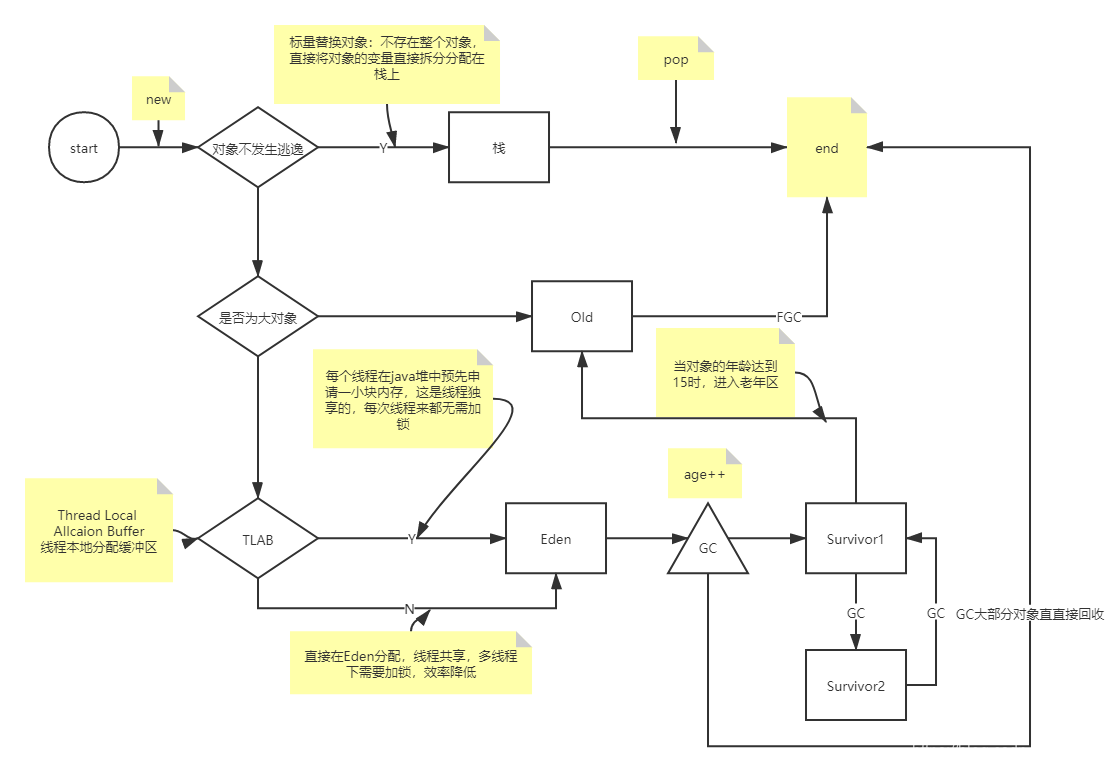 标量替换对象：不存在整个对象，
直接将对象的变量直接拆分分配在
栈上
pop
new
start
对象不发生逃逸
Y
栈
end
是否为大对象
Old
FGC
每个线程在java堆中预先申
请一小块内存，这是线程独
享的，每次线程来都无需加
锁
当对象的年龄达到
15时，进入老年区
age++
Thread Local
Allcaion Buffer
线程本地分配缓冲区
TLAB
Y
Eden
GC
Survivor1
N
GC
GC
GC大部分对象直直接回收
直接在Eden分配，线程共享，多线程
下需要加锁，效率降低
Survivor2